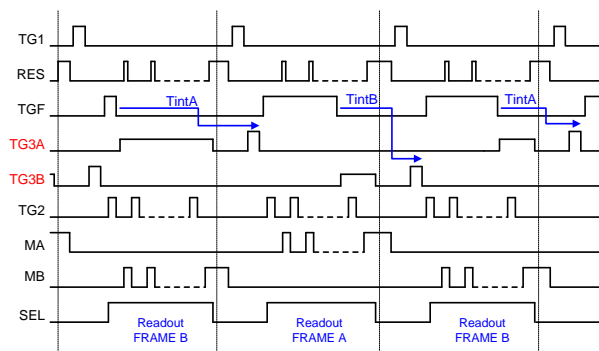 TG1
RES
TGF
TintA
TintB
TintA
TG3A
TG3B
TG2
MA
MB
SEL
Readout
FRAME B
Readout
FRAME A
Readout
FRAME B